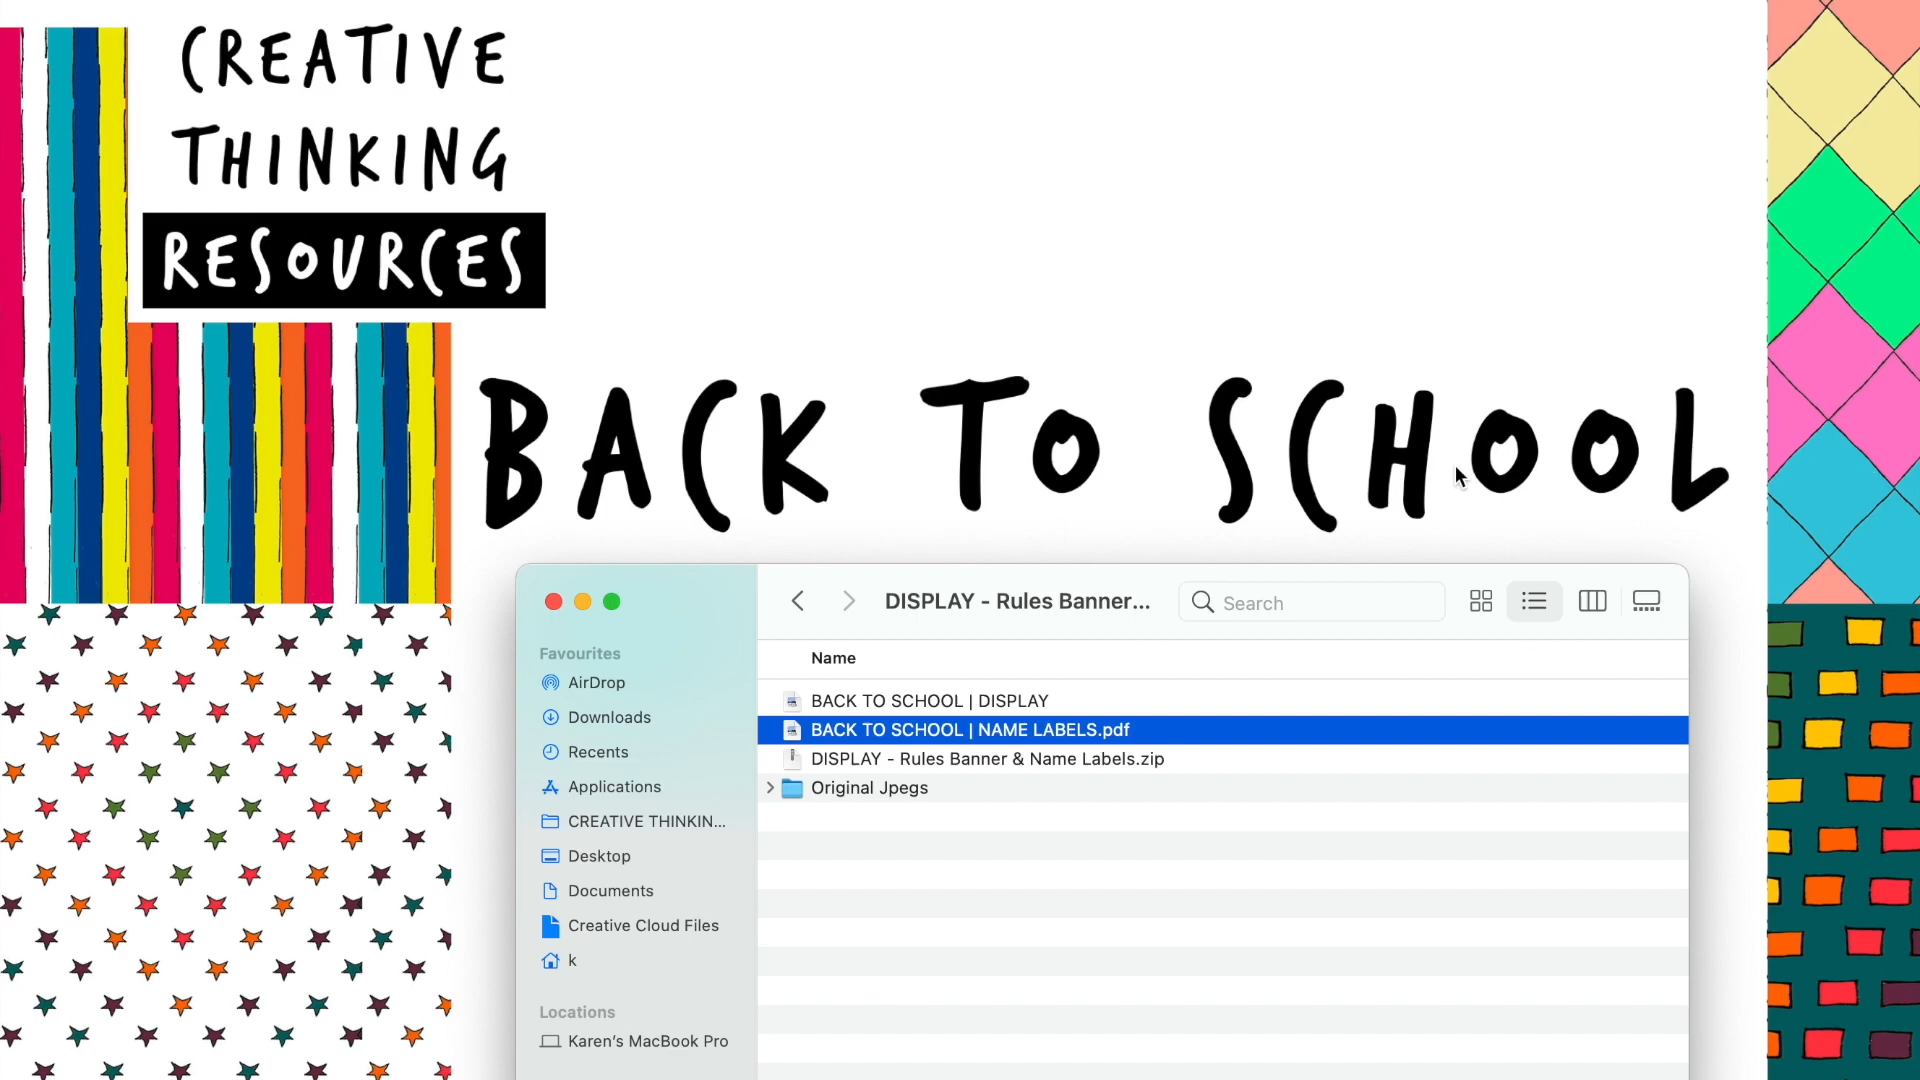 CREATIVE
THINKING
RESOURCES
BACK TO SCHOOL
DISPLAY - Rules Banner...
Search
Favourites
AirDrop
Downloads
Recents
Applications
CREATIVE THINKIN...
Desktop
Documents
Creative Cloud Files
k
Locations
Karen's MacBook Pro
Name
BACK TO SCHOOL | DISPLAY
BACK TO SCHOOL | NAME LABELS.pdf
DISPLAY - Rules Banner & Name Labels.zip
Original Jpegs